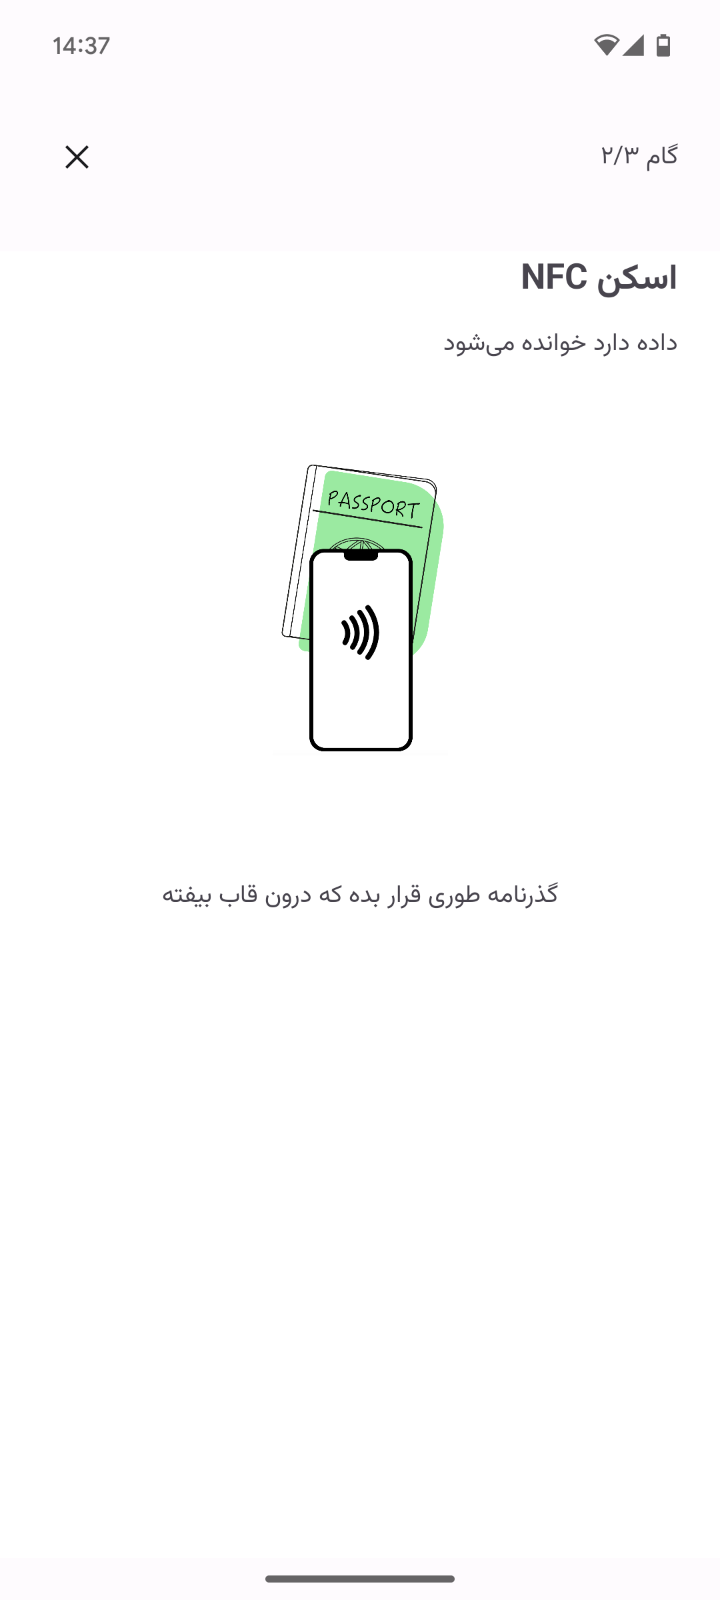 14:37
گام ۲/۳
اسکن NFC
داده دارد خوانده می‌شود
PASSPORT
گذرنامه طوری قرار بده که درون قاب بیفته